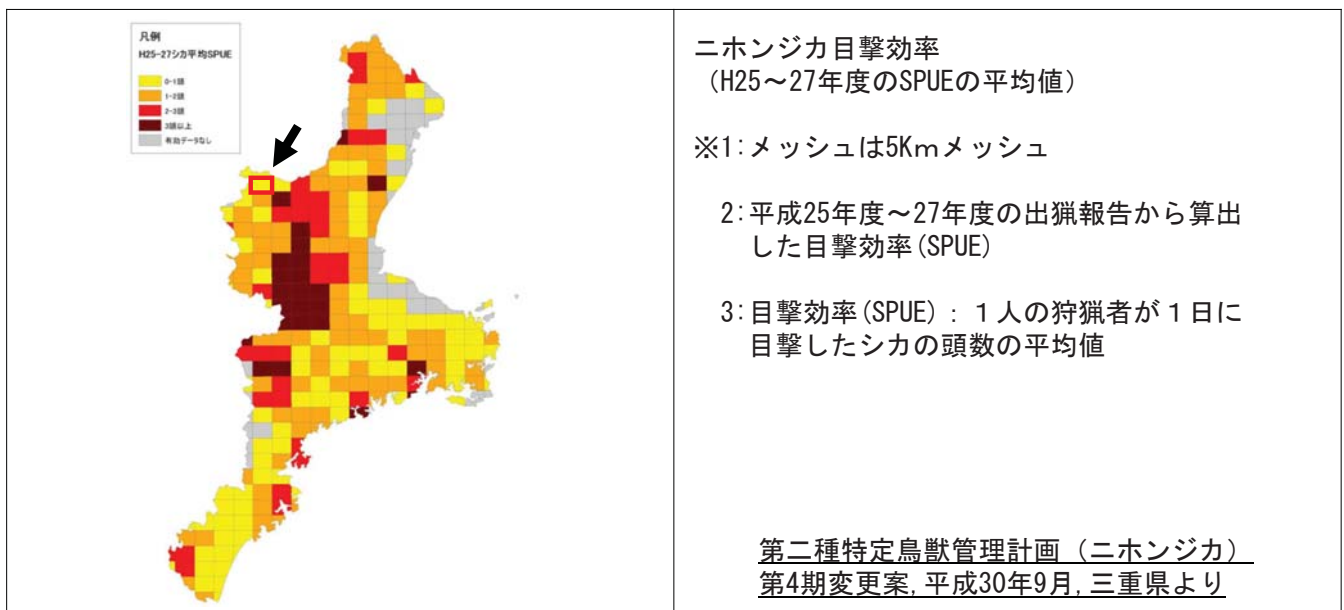 凡例
H25-27シカ平均SPUE
0-1頭
1-2頭
2-3頭
3頭以上
有効データなし
ニホンジカ目撃効率
（H25～27年度のSPUEの平均値）
※1：メッシュは5Kmメッシュ
2：平成25年度～27年度の出猟報告から算出
した目撃効率(SPUE)
3：目撃効率(SPUE)：１人の狩猟者が１日に
目撃したシカの頭数の平均値
第二種特定鳥獣管理計画（ニホンジカ）
第4期変更案,平成30年9月,三重県より